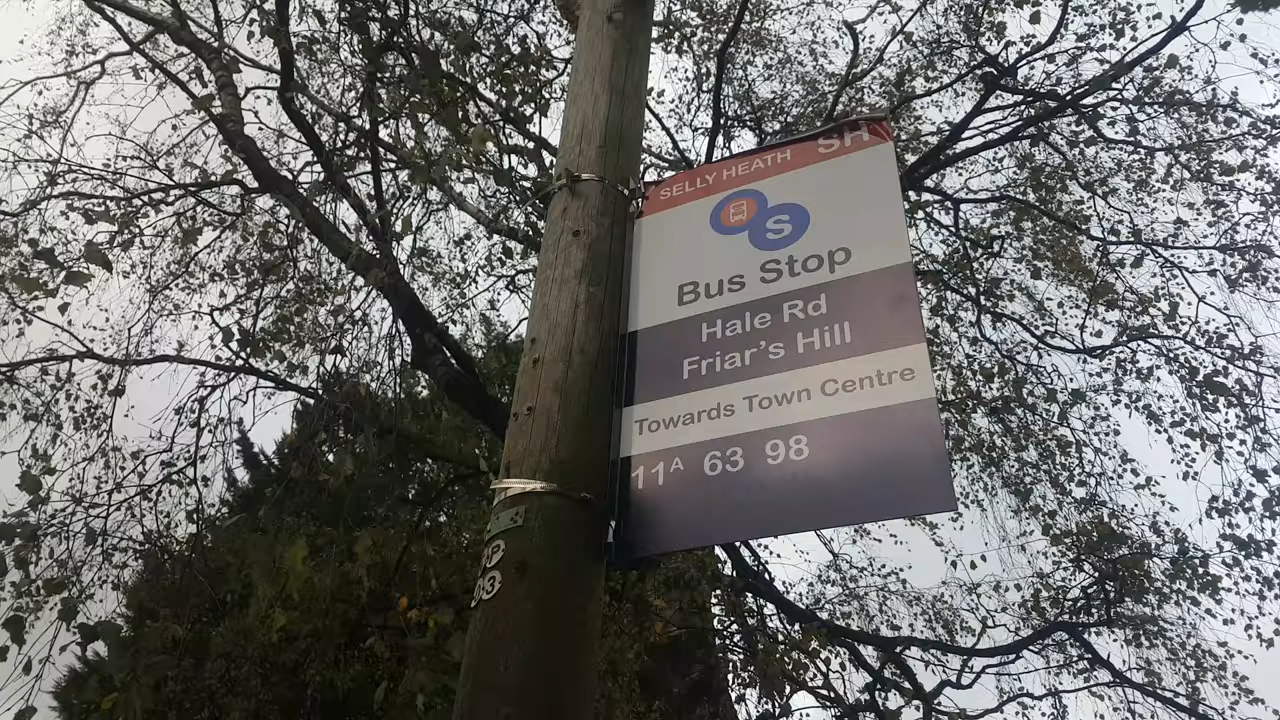 SELLY HEATH SH
S
Bus Stop
Hale Rd
Friar's Hill
Towards Town Centre
11A 63 98